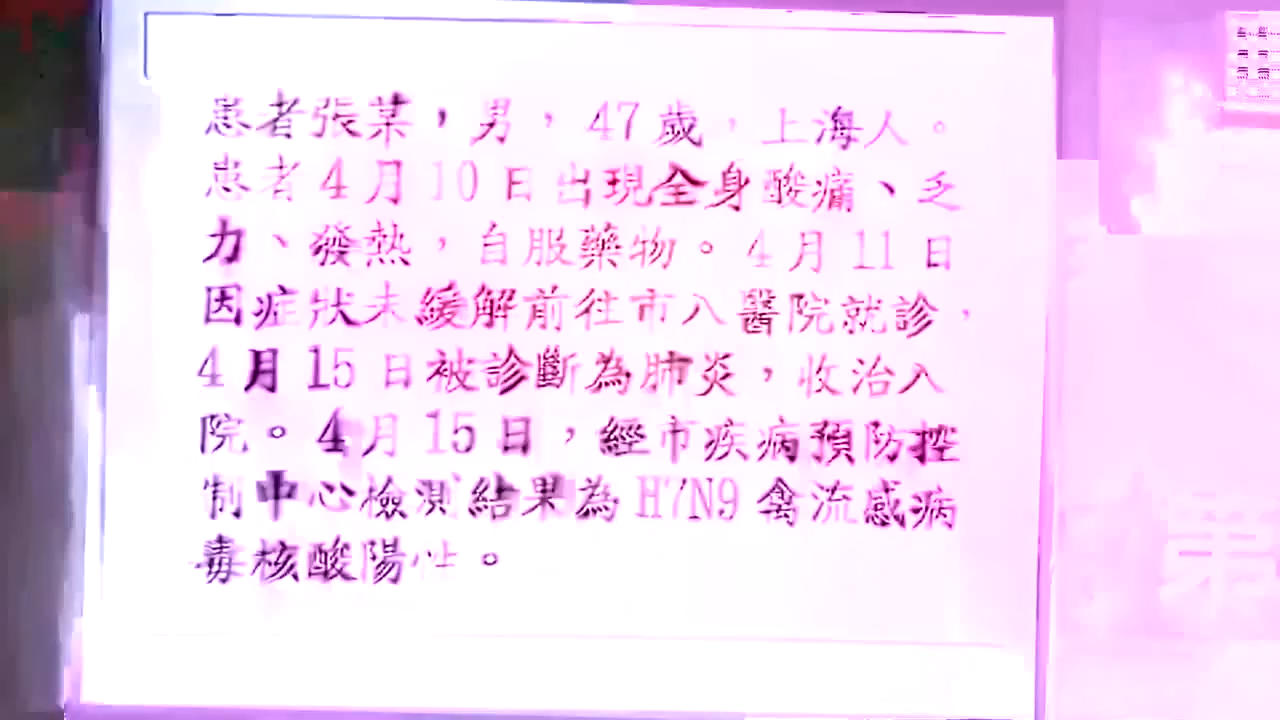 患者張某，男，47歲，上海人。
患者4月10日出現全身酸痛、乏
力、發熱，自服藥物。4月11日
因症狀未緩解前往市八醫院就診，
4月15日被診斷為肺炎，收治入
院。4月15日，經市疾病預防控
制中心檢測結果為H7N9禽流感病
毒核酸陽性。